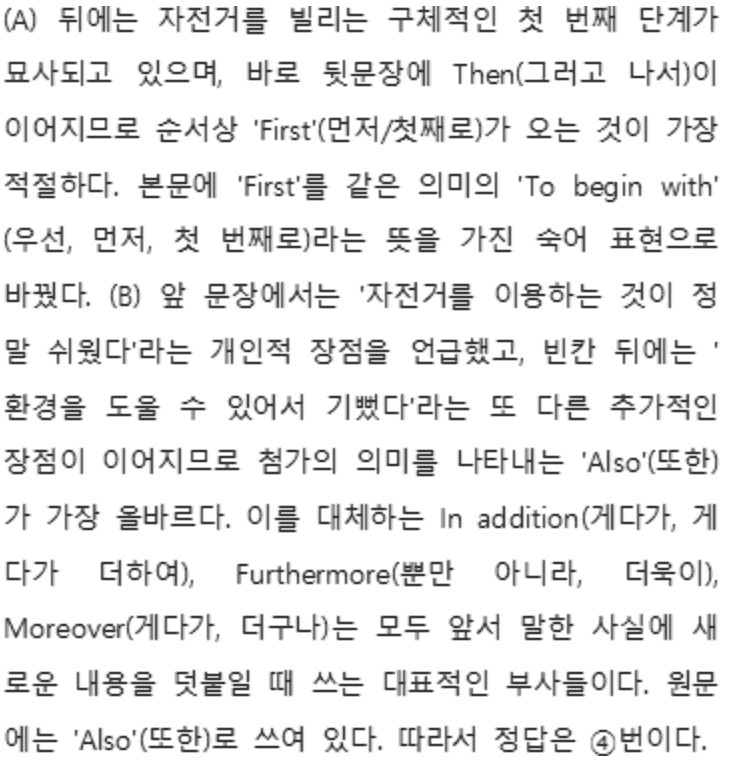 (A) 뒤에는 자전거를 빌리는 구체적인 첫 번째 단계가
묘사되고 있으며, 바로 뒷문장에 Then(그러고 나서)이
이어지므로 순서상 'First'(먼저/첫째로)가 오는 것이 가장
적절하다. 본문에 'First'를 같은 의미의 'To begin with'
(우선, 먼저, 첫 번째로)라는 뜻을 가진 숙어 표현으로
바꿨다. (B) 앞 문장에서는 '자전거를 이용하는 것이 정
말 쉬웠다'라는 개인적 장점을 언급했고, 빈칸 뒤에는 '
환경을 도울 수 있어서 기뻤다'라는 또 다른 추가적인
장점이 이어지므로 첨가의 의미를 나타내는 'Also'(또한)
가 가장 올바르다. 이를 대체하는 In addition(게다가, 게
다가 더하여), Furthermore(뿐만 아니라, 더욱이),
Moreover(게다가, 더구나)는 모두 앞서 말한 사실에 새
로운 내용을 덧붙일 때 쓰는 대표적인 부사들이다. 원문
에는 'Also'(또한)로 쓰여 있다. 따라서 정답은 ④번이다.